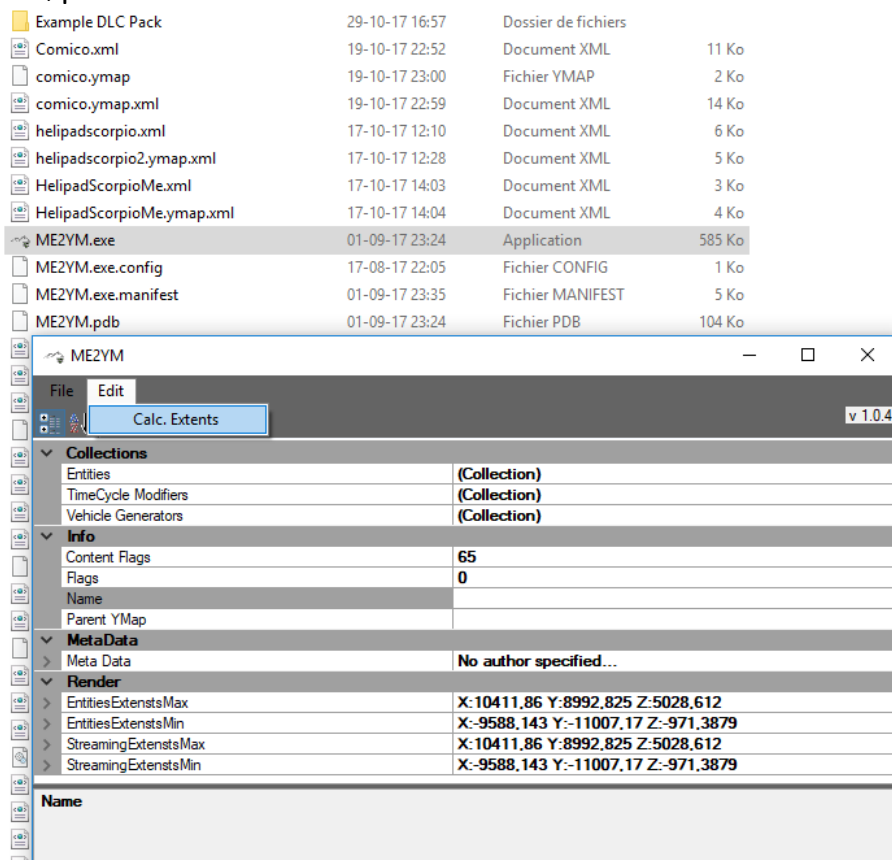 Example DLC Pack 29-10-17 16:57 Dossier de fichiers
Comico.xml 19-10-17 22:52 Document XML 11 Ko
comico.ymap 19-10-17 23:00 Fichier YMAP 2 Ko
comico.ymap.xml 19-10-17 22:59 Document XML 14 Ko
helipadscorpio.xml 17-10-17 12:10 Document XML 6 Ko
helipadscorpio2.ymap.xml 17-10-17 12:28 Document XML 5 Ko
HelipadScorpioMe.xml 17-10-17 14:03 Document XML 3 Ko
HelipadScorpioMe.ymap.xml 17-10-17 14:04 Document XML 4 Ko
ME2YM.exe 01-09-17 23:24 Application 585 Ko
ME2YM.exe.config 17-08-17 22:05 Fichier CONFIG 1 Ko
ME2YM.exe.manifest 01-09-17 23:35 Fichier MANIFEST 5 Ko
ME2YM.pdb 01-09-17 23:24 Fichier PDB 104 Ko
ME2YM
File Edit
Calc. Extents
v 1.0.4
Collections
Entities (Collection)
TimeCycle Modifiers (Collection)
Vehicle Generators (Collection)
Info
Content Flags 65
Flags 0
Name
Parent YMap
MetaData
Meta Data No author specified...
Render
EntitiesExtenstsMax X:10411,86 Y:8992,825 Z:5028,612
EntitiesExtenstsMin X:-9588,143 Y:-11007,17 Z:-971,3879
StreamingExtenstsMax X:10411,86 Y:8992,825 Z:5028,612
StreamingExtenstsMin X:-9588,143 Y:-11007,17 Z:-971,3879
Name